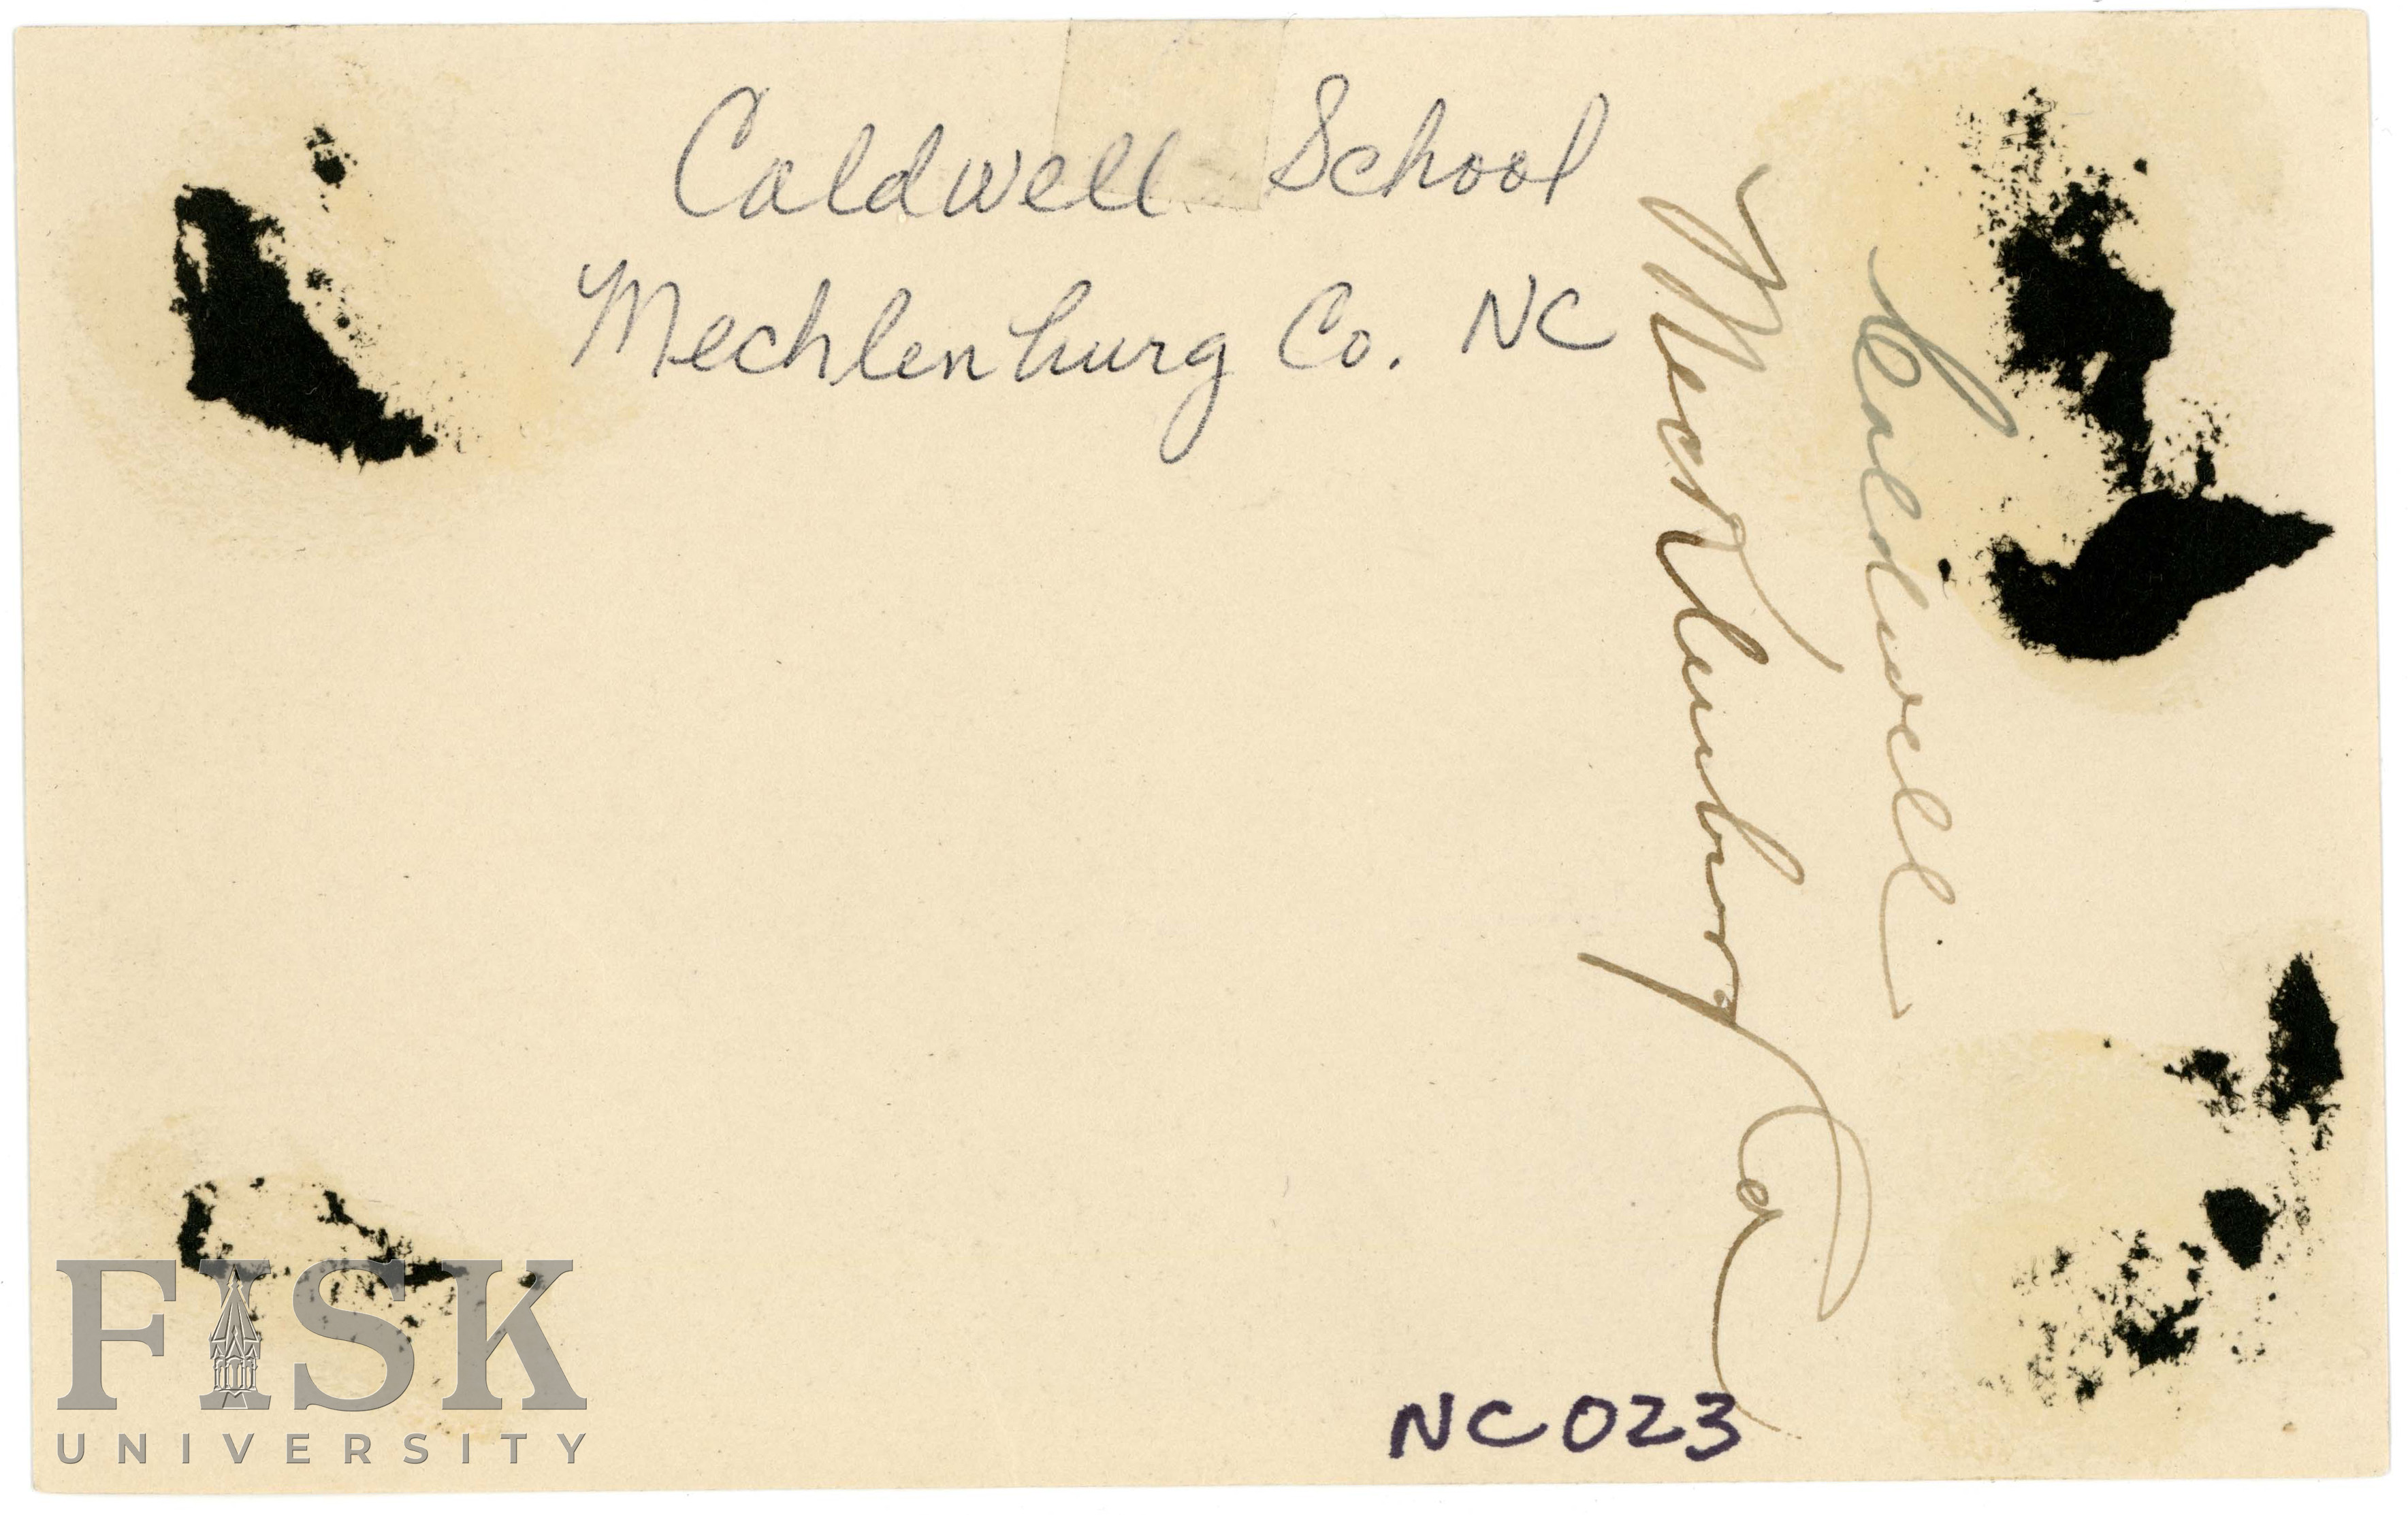 Caldwell School
Mechlenburg Co. NC
Caldwell
Mecklenburg Co
NC023
FISK
UNIVERSITY